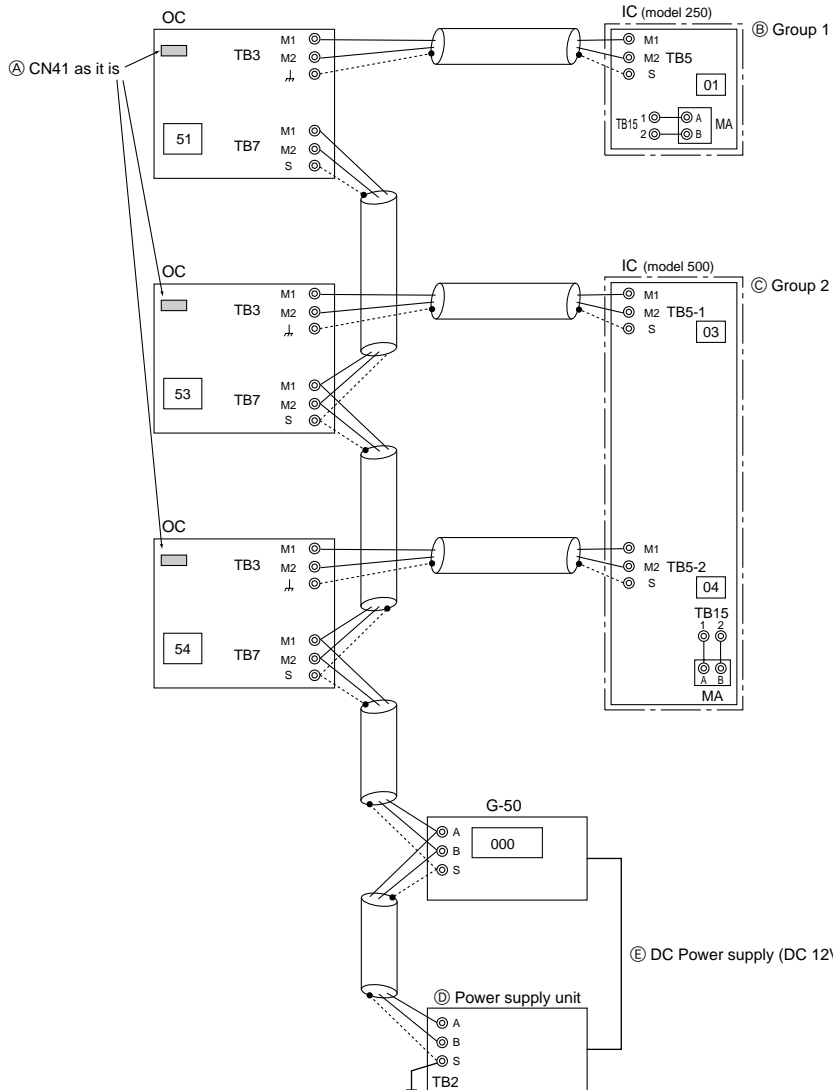 OC
IC (model 250)
Ⓐ CN41 as it is
Ⓑ Group 1
TB3
M1
M2
51
TB7
M1
M2
S
M1
M2
TB5
S
01
TB15
1
2
A
B
MA
OC
IC (model 500)
Ⓒ Group 2
TB3
M1
M2
53
TB7
M1
M2
S
M1
M2
TB5-1
S
03
OC
TB3
M1
M2
54
TB7
M1
M2
S
M1
M2
TB5-2
S
04
TB15
1 2
A B
MA
G-50
A
B
S
000
Ⓔ DC Power supply (DC 12V
Ⓓ Power supply unit
A
B
S
TB2